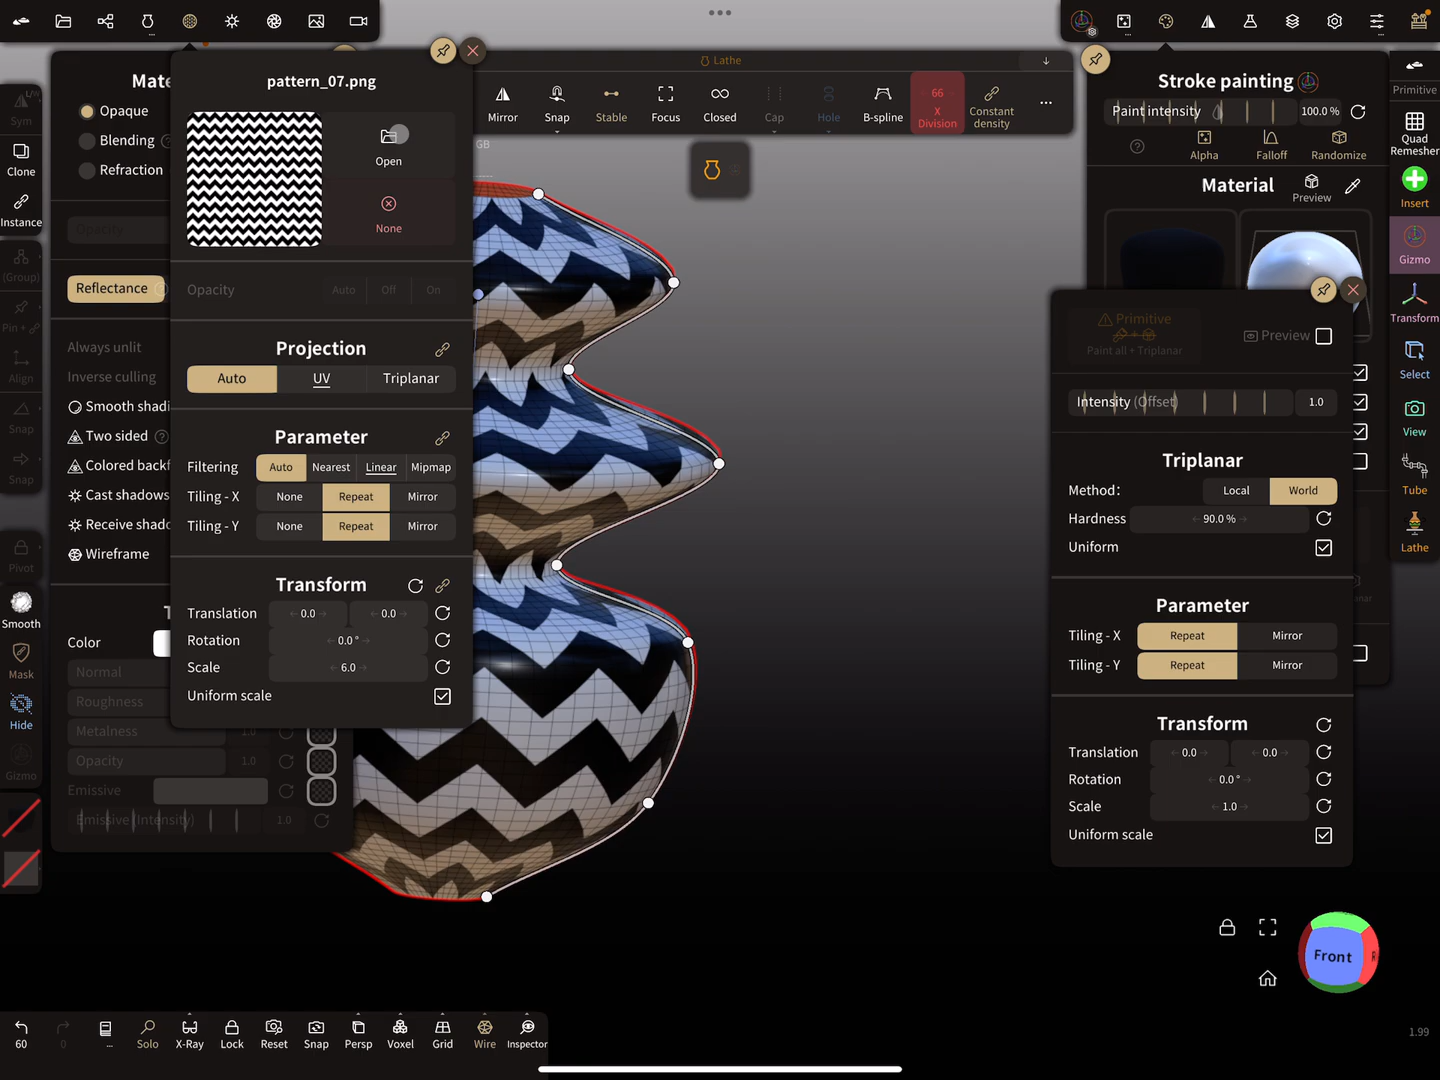 Lathe
Mate
Opaque
Blending
Refraction
Opacity
Reflectance
Always unlit
Inverse culling
Smooth shadi
Two sided
Colored backf
Cast shadows
Receive shado
Wireframe
Color
Normal
Roughness
Metalness
1.0
Opacity
1.0
Emissive
Emissive (Intensity)
1.0
pattern_07.png
Open
None
Opacity
Auto
Off
On
Projection
Auto
UV
Triplanar
Parameter
Filtering
Auto
Nearest
Linear
Mipmap
Tiling - X
None
Repeat
Mirror
Tiling - Y
None
Repeat
Mirror
Transform
Translation
0.0
0.0
Rotation
0.0 °
Scale
6.0
Uniform scale
Mirror
Snap
Stable
Focus
Closed
Cap
Hole
B-spline
66
X
Division
Constant
density
GB
Stroke painting
Paint intensity
100.0 %
Alpha
Falloff
Randomize
Material
Preview
Primitive
Paint all + Triplanar
Preview
Intensity (Offset)
1.0
Triplanar
Method:
Local
World
Hardness
90.0 %
Uniform
Parameter
Tiling - X
Repeat
Mirror
Tiling - Y
Repeat
Mirror
Transform
Translation
0.0
0.0
Rotation
0.0 °
Scale
1.0
Uniform scale
Sym
Clone
Instance
(Group)
Pin +
Align
Snap
Snap
Pivot
Smooth
Mask
Hide
Gizmo
Primitive
Quad
Remesher
Insert
Gizmo
Transform
Select
View
Tube
Lathe
Front
1.99
60
0
...
Solo
X-Ray
Lock
Reset
Snap
Persp
Voxel
Grid
Wire
Inspector